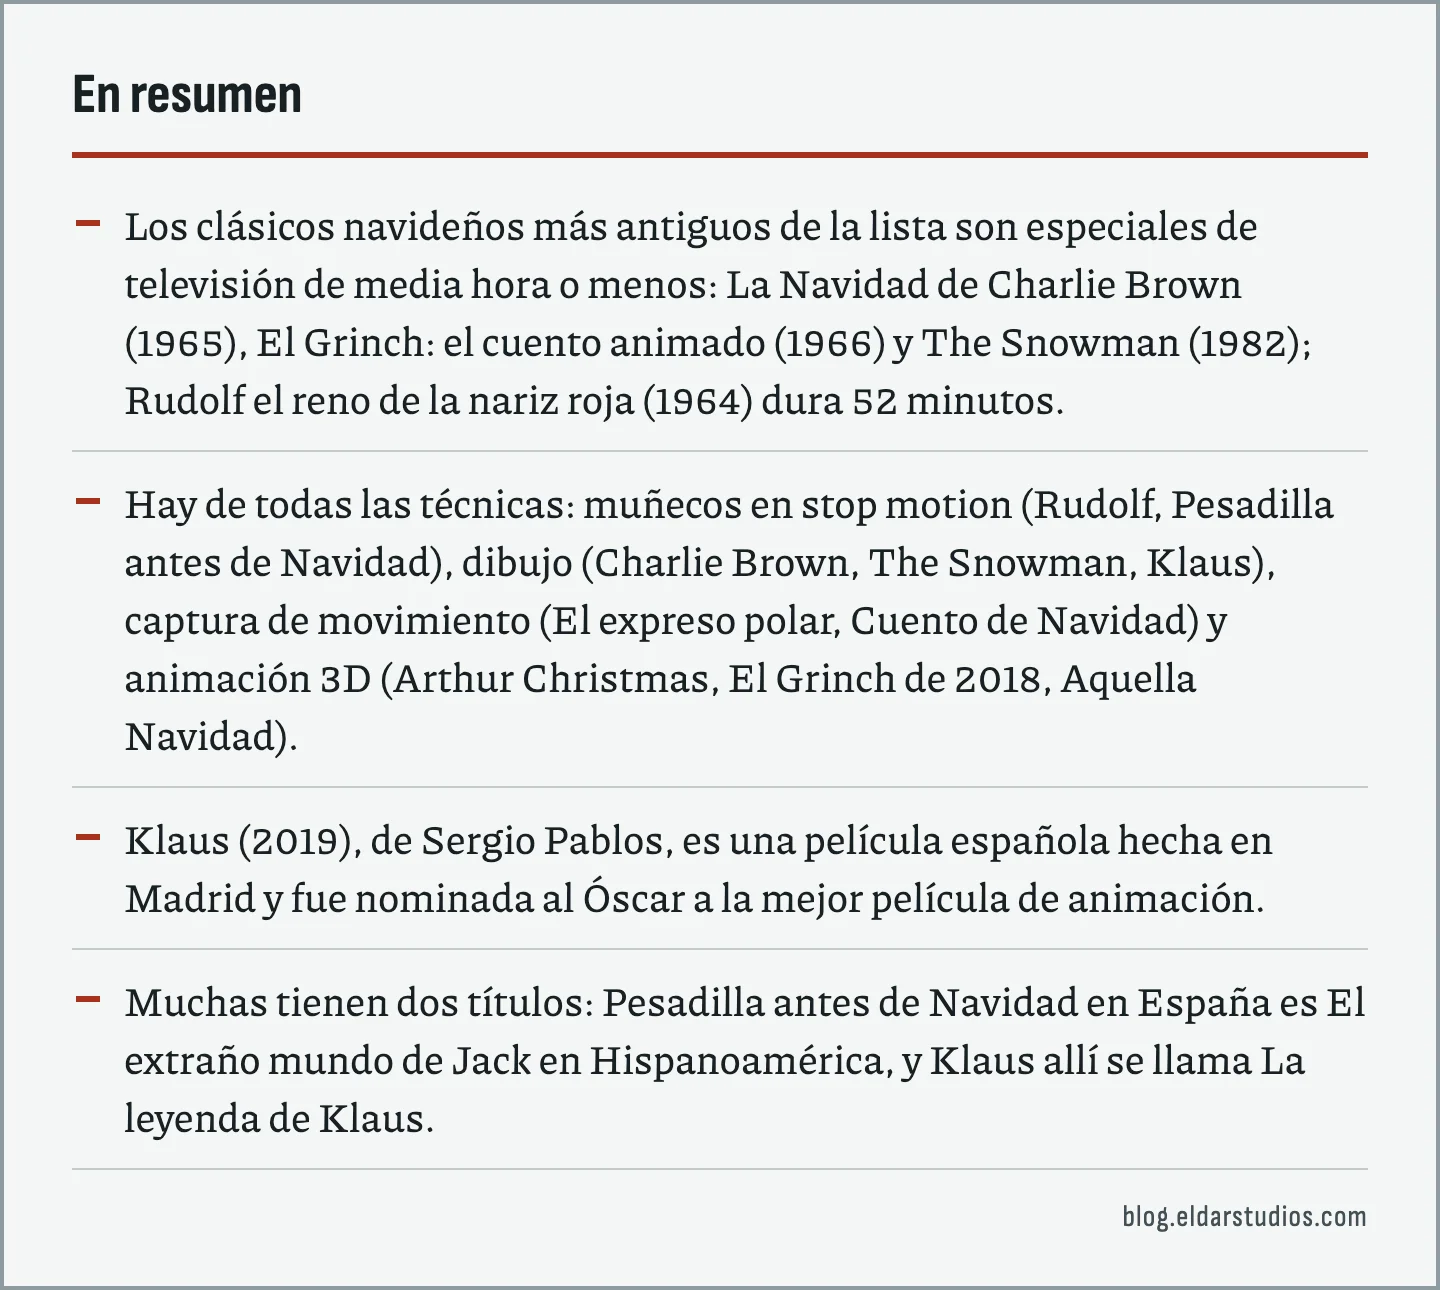 En resumen
Los clásicos navideños más antiguos de la lista son especiales de
televisión de media hora o menos: La Navidad de Charlie Brown
(1965), El Grinch: el cuento animado (1966) y The Snowman (1982);
Rudolf el reno de la nariz roja (1964) dura 52 minutos.
Hay de todas las técnicas: muñecos en stop motion (Rudolf, Pesadilla
antes de Navidad), dibujo (Charlie Brown, The Snowman, Klaus),
captura de movimiento (El expreso polar, Cuento de Navidad) y
animación 3D (Arthur Christmas, El Grinch de 2018, Aquella
Navidad).
Klaus (2019), de Sergio Pablos, es una película española hecha en
Madrid y fue nominada al Óscar a la mejor película de animación.
Muchas tienen dos títulos: Pesadilla antes de Navidad en España es El
extraño mundo de Jack en Hispanoamérica, y Klaus allí se llama La
leyenda de Klaus.
blog.eldarstudios.com